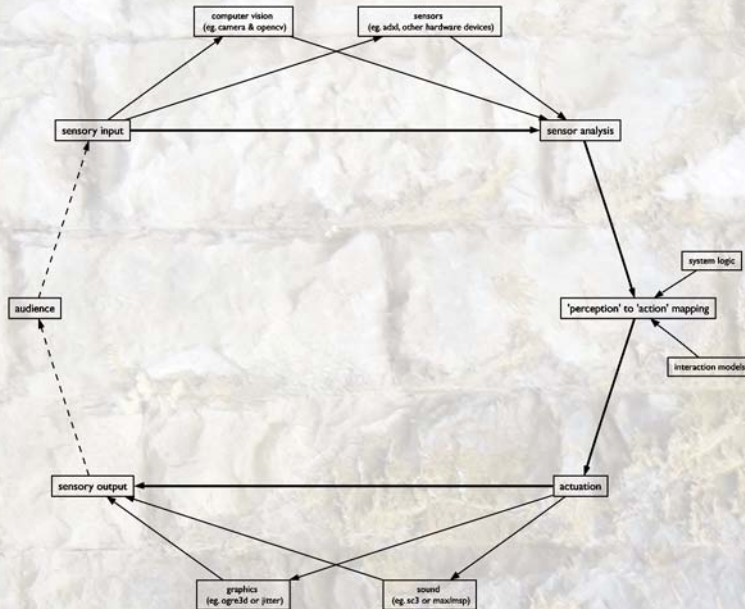 computer vision
(eg. camera & opencv)
sensors
(eg. adxl, other hardware devices)
sensory input
sensor analysis
system logic
audience
'perception' to 'action' mapping
interaction models
sensory output
actuation
graphics
(eg. ogre3d or jitter)
sound
(eg. sc3 or max/msp)